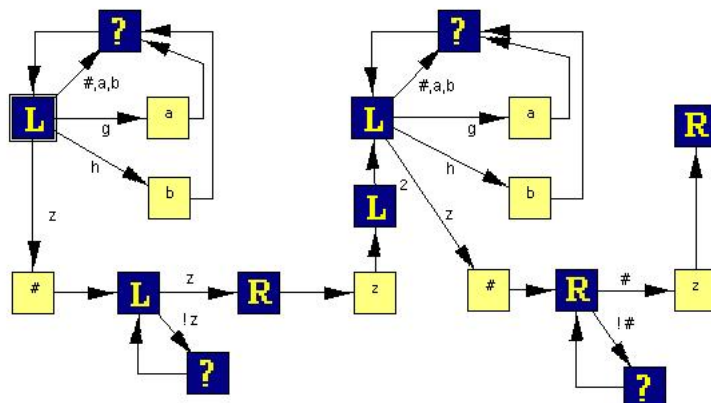 ? ?
#,a,b #,a,b
L g a L g a R
h b h b
z L 2 z
# L z R z # R # z
!z !#
? ?